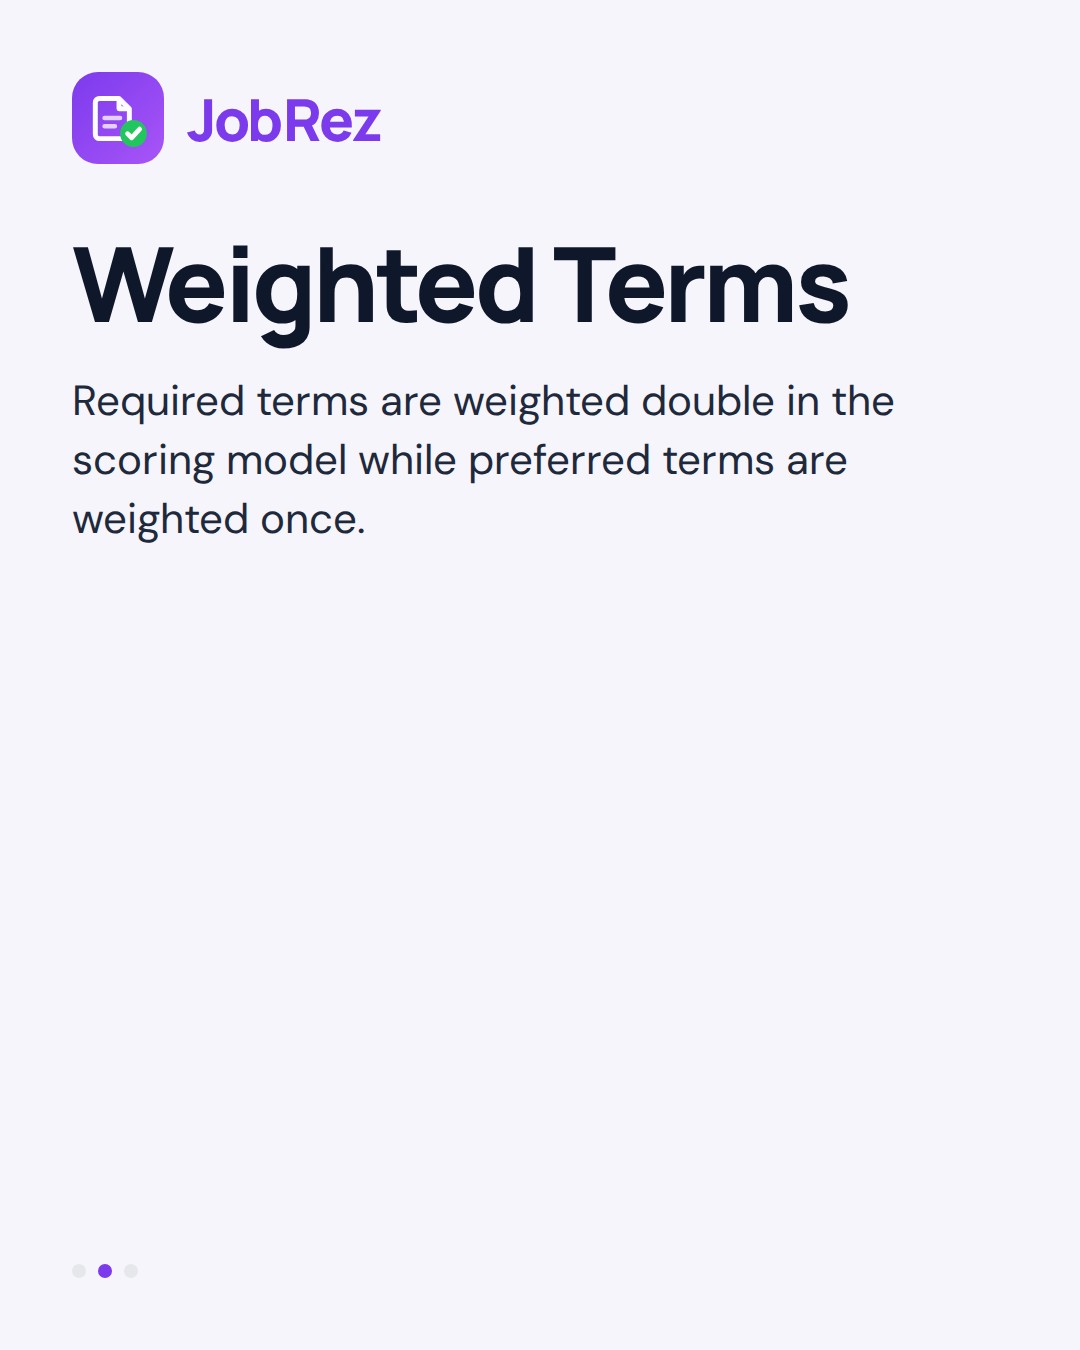 JobRez
Weighted Terms
Required terms are weighted double in the
scoring model while preferred terms are
weighted once.